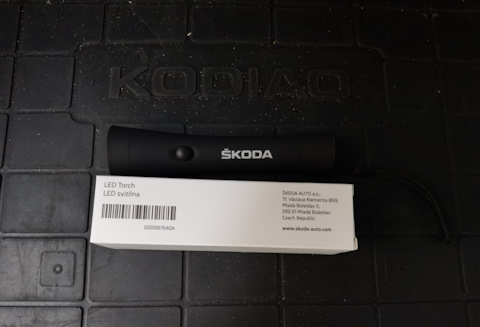 KODIAQ
ŠKODA
LED Torch
LED svítilna
000087640A
ŠKODA AUTO a.s.,
Tř. Václava Klementa 869,
Mladá Boleslav II,
293 01 Mladá Boleslav
Czech Republic
www.skoda-auto.com